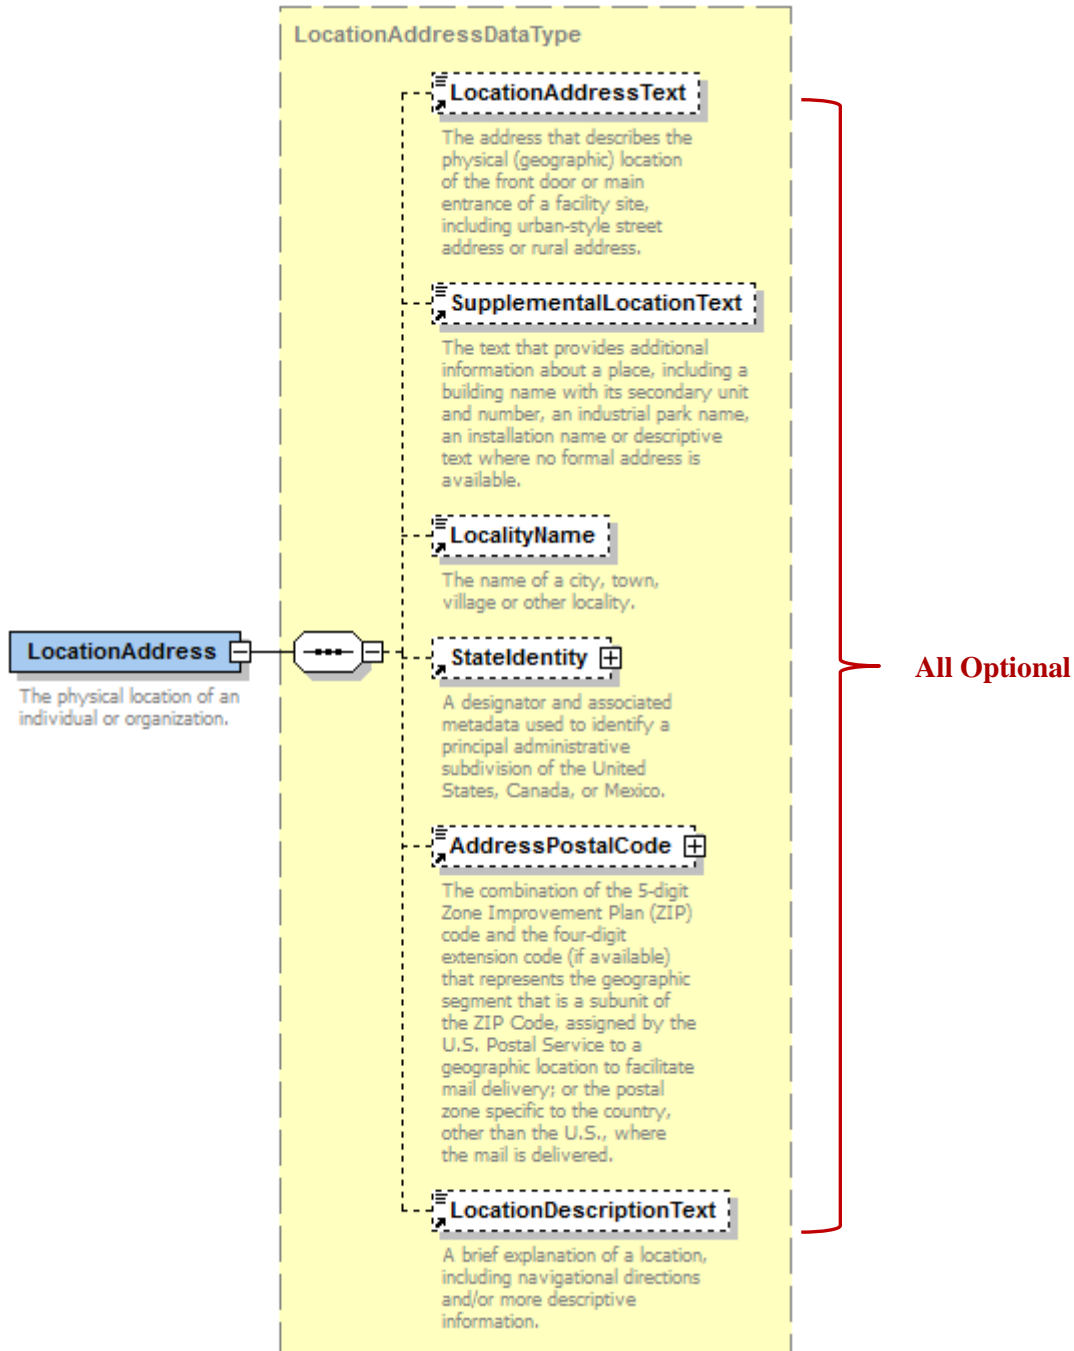 LocationAddressDataType
LocationAddressText
The address that describes the
physical (geographic) location
of the front door or main
entrance of a facility site,
including urban-style street
address or rural address.
SupplementalLocationText
The text that provides additional
information about a place, including a
building name with its secondary unit
and number, an industrial park name,
an installation name or descriptive
text where no formal address is
available.
LocalityName
The name of a city, town,
village or other locality.
LocationAddress
The physical location of an
individual or organization.
StateIdentity
A designator and associated
metadata used to identify a
principal administrative
subdivision of the United
States, Canada, or Mexico.
All Optional
AddressPostalCode
The combination of the 5-digit
Zone Improvement Plan (ZIP)
code and the four-digit
extension code (if available)
that represents the geographic
segment that is a subunit of
the ZIP Code, assigned by the
U.S. Postal Service to a
geographic location to facilitate
mail delivery; or the postal
zone specific to the country,
other than the U.S., where
the mail is delivered.
LocationDescriptionText
A brief explanation of a location,
including navigational directions
and/or more descriptive
information.